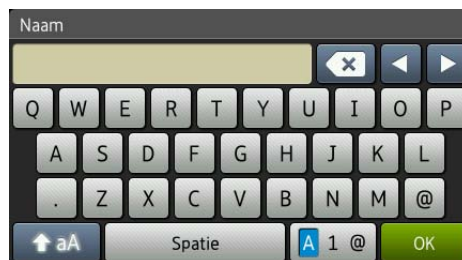 Naam
Q W E R T Y U I O P
A S D F G H J K L
. Z X C V B N M @
aA Spatie A 1 @ OK